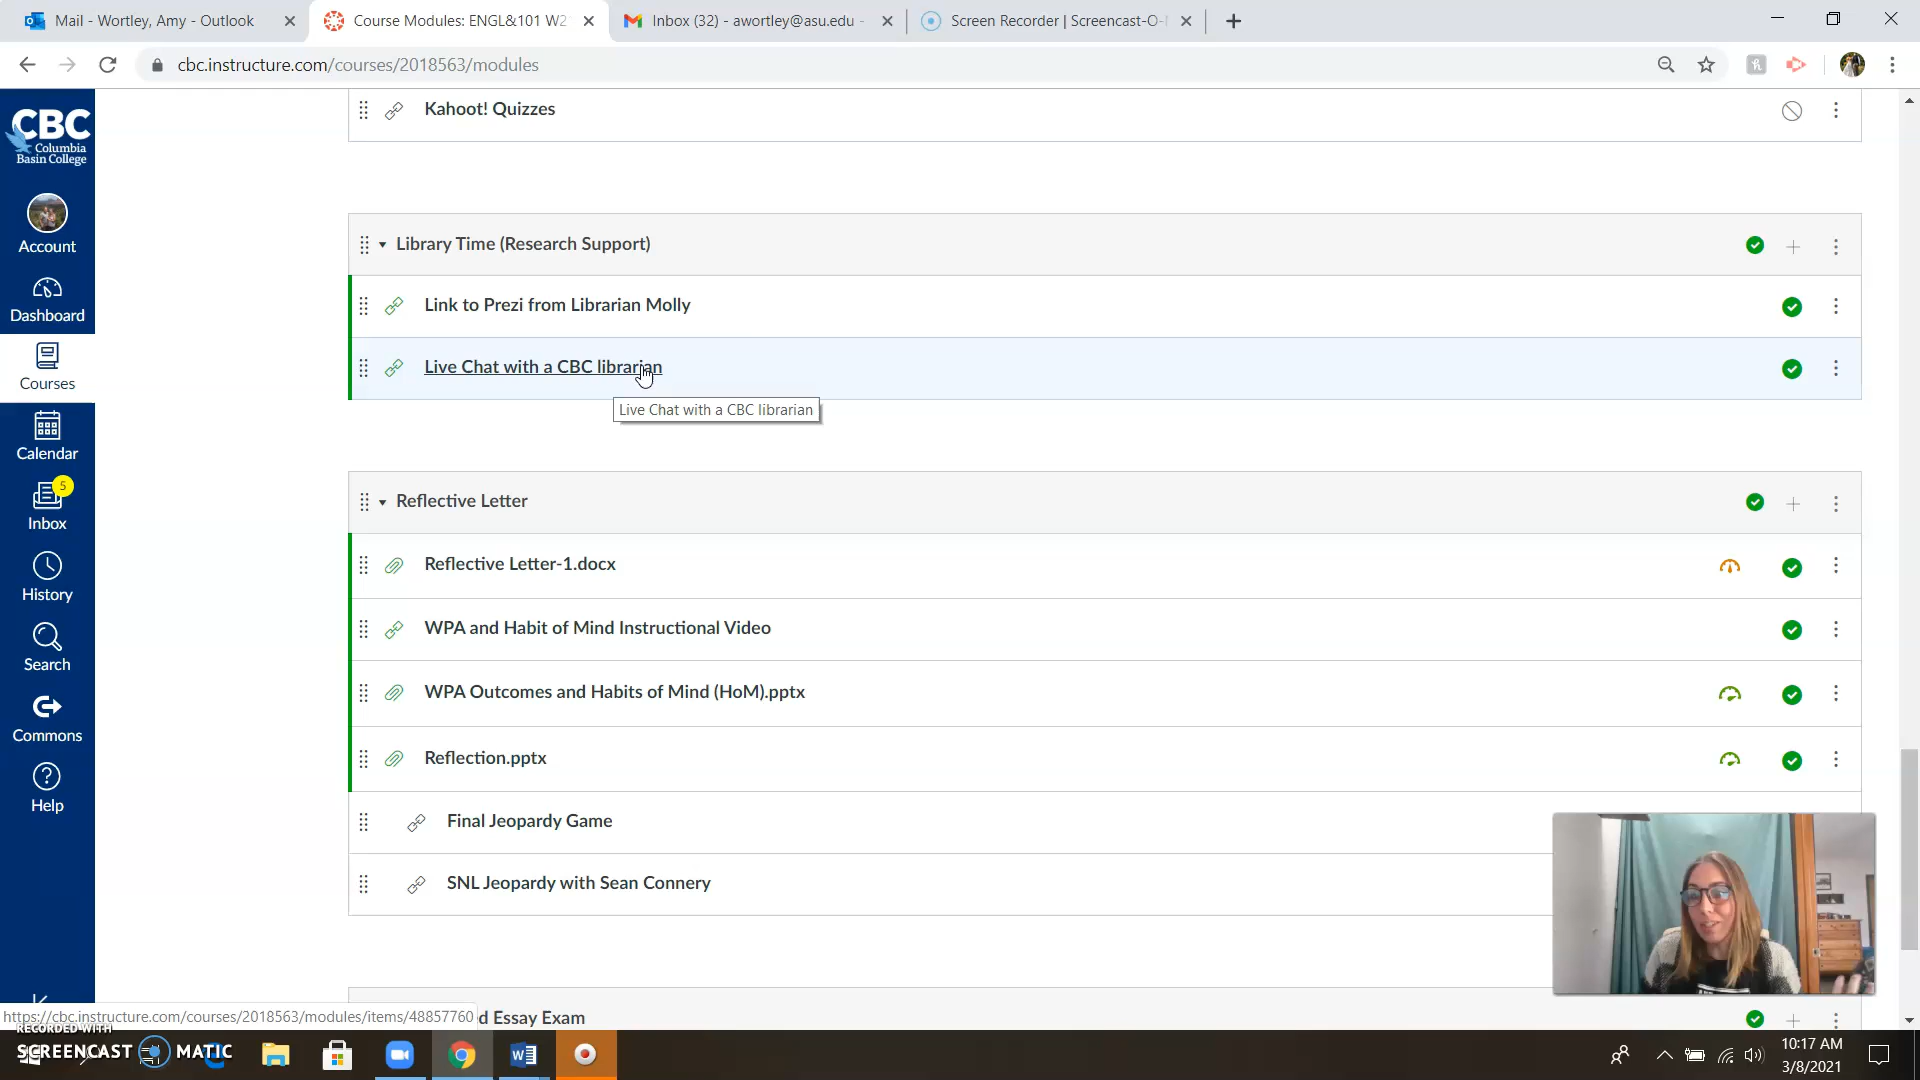 Mail - Wortley, Amy - Outlook
Course Modules: ENGL&101 W2
Inbox (32) - awortley@asu.edu -
Screen Recorder | Screencast-O-
cbc.instructure.com/courses/2018563/modules
CBC
Columbia
Basin College
Account
Dashboard
Courses
Calendar
5
Inbox
History
Search
Commons
Help
Kahoot! Quizzes
Library Time (Research Support)
Link to Prezi from Librarian Molly
Live Chat with a CBC librarian
Live Chat with a CBC librarian
Reflective Letter
Reflective Letter-1.docx
WPA and Habit of Mind Instructional Video
WPA Outcomes and Habits of Mind (HoM).pptx
Reflection.pptx
Final Jeopardy Game
SNL Jeopardy with Sean Connery
d Essay Exam
https://cbc.instructure.com/courses/2018563/modules/items/48857760
RECORDED WITH
SCREENCAST MATIC
10:17 AM
3/8/2021